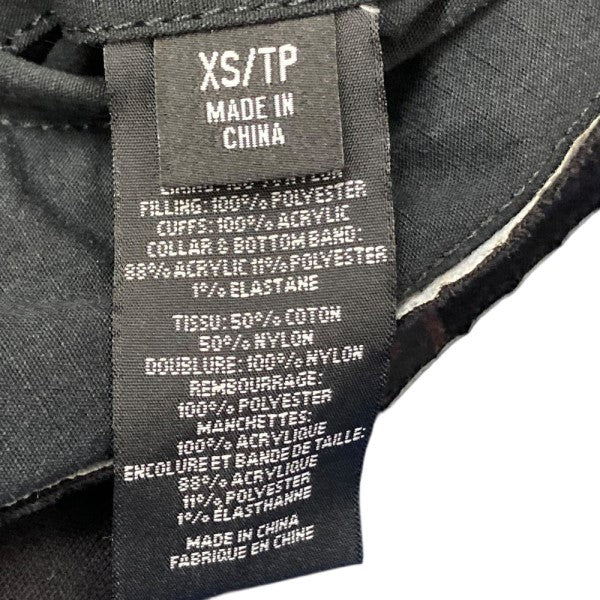 XS/TP
MADE IN
CHINA
FILLING: 100% POLYESTER
CUFFS: 100% ACRYLIC
COLLAR & BOTTOM BAND:
88% ACRYLIC 11% POLYESTER
1% ELASTANE
TISSU: 50% COTON
50% NYLON
DOUBLURE: 100% NYLON
REMBOURRAGE:
100% POLYESTER
MANCHETTES:
100% ACRYLIQUE
ENCOLURE ET BANDE DE TAILLE:
88% ACRYLIQUE
11% POLYESTER
1% ÉLASTHANNE
MADE IN CHINA
FABRIQUÉ EN CHINE